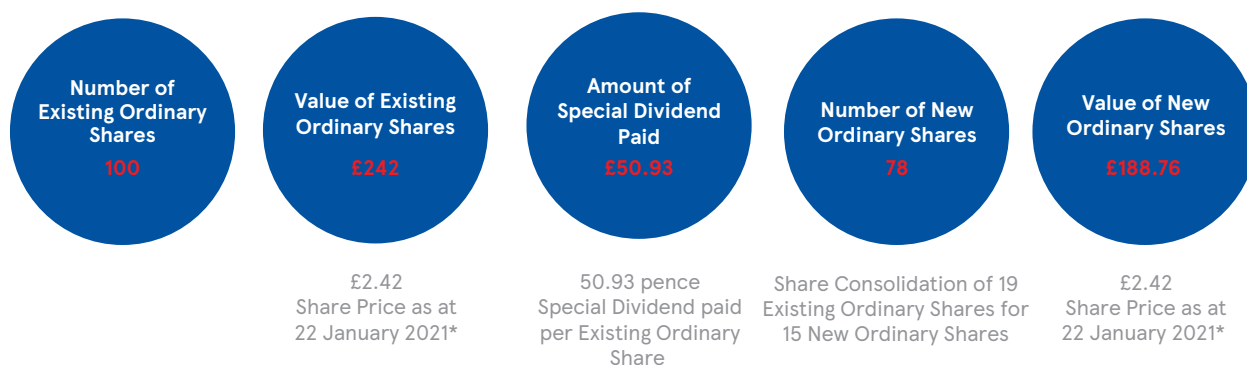 Number of
Existing Ordinary
Shares
100
Value of Existing
Ordinary Shares
£242
Amount of
Special Dividend
Paid
£50.93
Number of New
Ordinary Shares
78
Value of New
Ordinary Shares
£188.76
£2.42
Share Price as at
22 January 2021*
50.93 pence
Special Dividend paid
per Existing Ordinary
Share
Share Consolidation of 19
Existing Ordinary Shares for
15 New Ordinary Shares
£2.42
Share Price as at
22 January 2021*